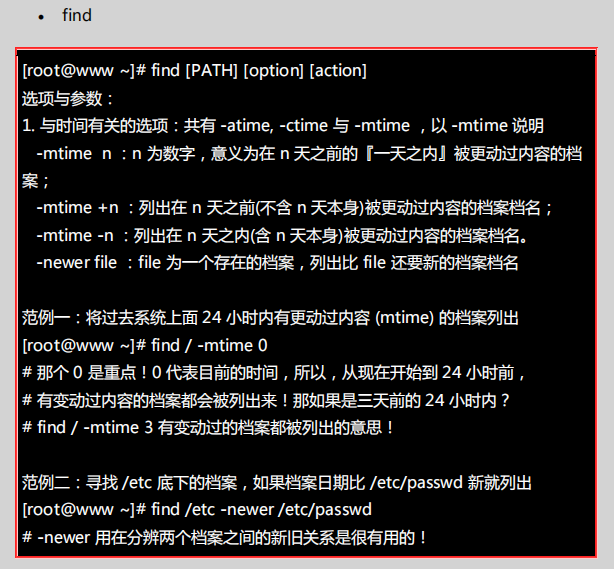 • find
[root@www ~]# find [PATH] [option] [action]
选项与参数：
1. 与时间有关的选项：共有 -atime, -ctime 与 -mtime ，以 -mtime 说明
-mtime n ：n 为数字，意义为在 n 天之前的『一天之内』被更动过内容的档
案；
-mtime +n ：列出在 n 天之前(不含 n 天本身)被更动过内容的档案档名；
-mtime -n ：列出在 n 天之内(含 n 天本身)被更动过内容的档案档名。
-newer file ：file 为一个存在的档案，列出比 file 还要新的档案档名
范例一：将过去系统上面 24 小时内有更动过内容 (mtime) 的档案列出
[root@www ~]# find / -mtime 0
# 那个 0 是重点！0 代表目前的时间，所以，从现在开始到 24 小时前，
# 有变动过内容的档案都会被列出来！那如果是三天前的 24 小时内？
# find / -mtime 3 有变动过的档案都被列出的意思！
范例二：寻找 /etc 底下的档案，如果档案日期比 /etc/passwd 新就列出
[root@www ~]# find /etc -newer /etc/passwd
# -newer 用在分辨两个档案之间的新旧关系是很有用的！